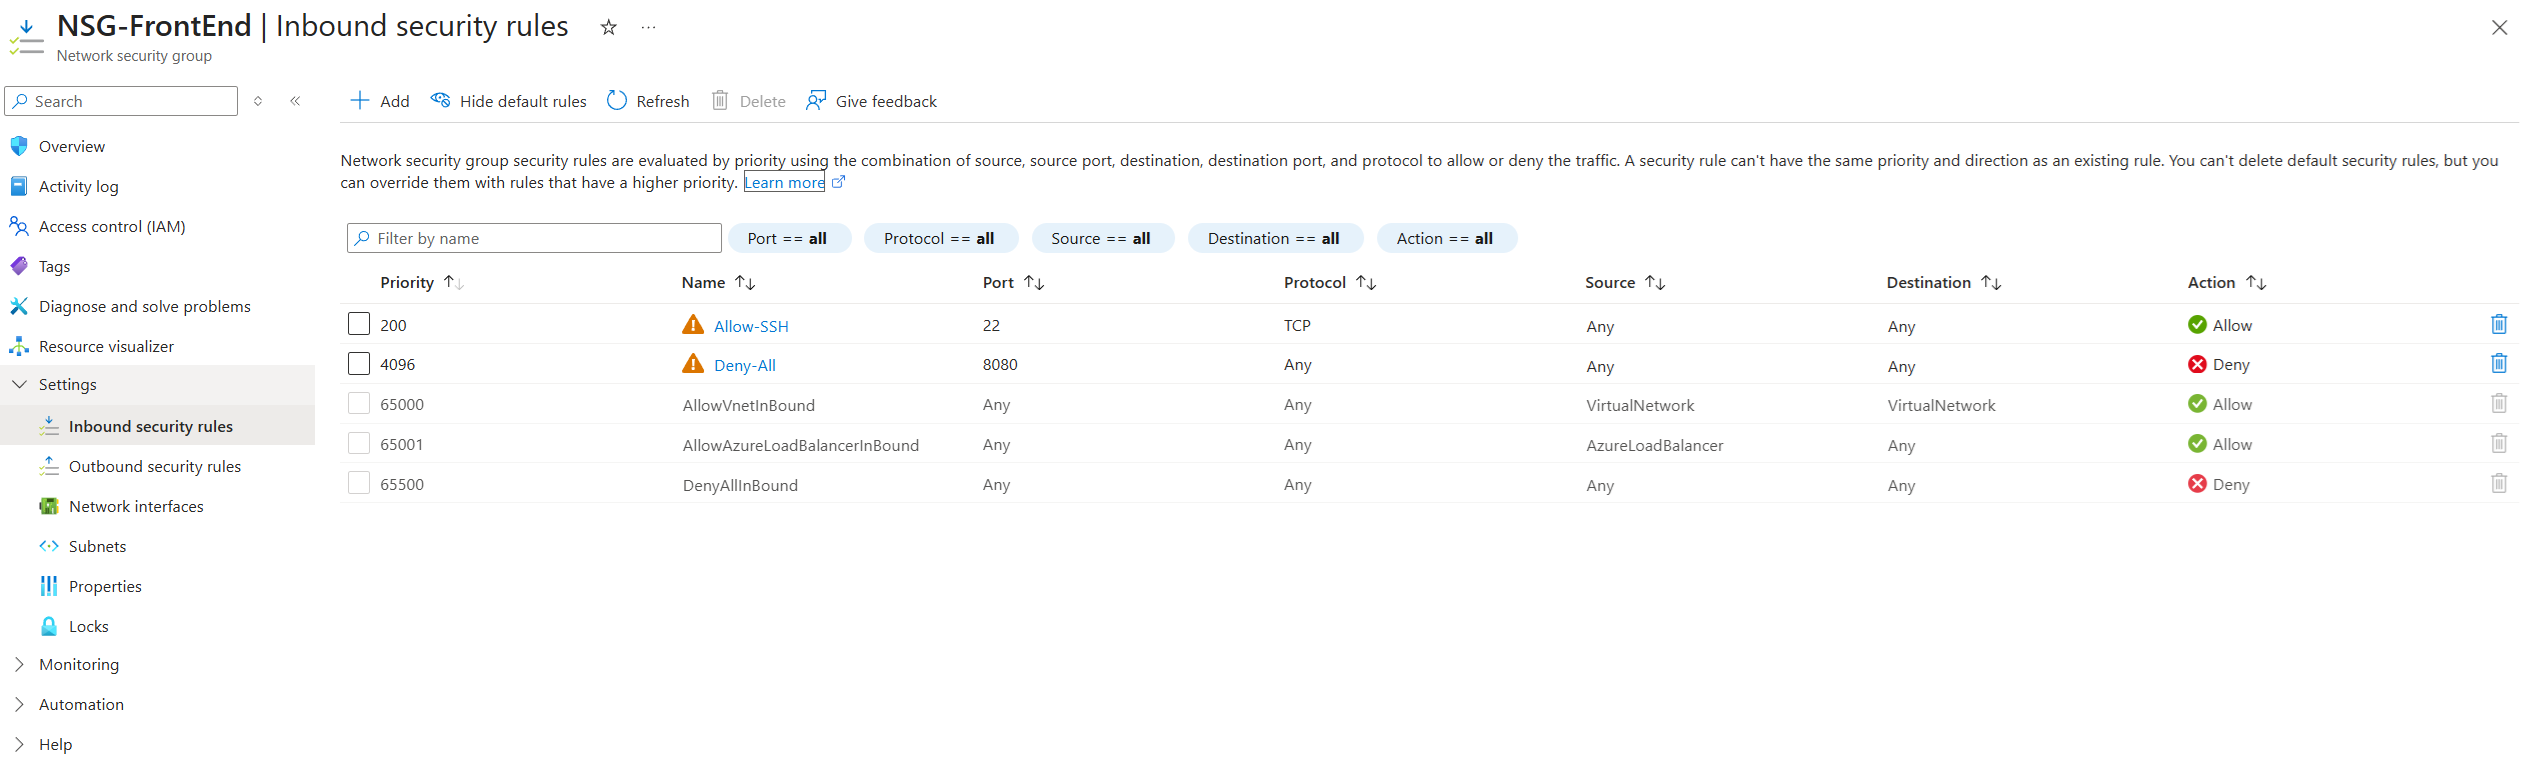 NSG-FrontEnd | Inbound security rules ☆ ···
Network security group
Search
Overview
Activity log
Access control (IAM)
Tags
Diagnose and solve problems
Resource visualizer
Settings
Inbound security rules
Outbound security rules
Network interfaces
Subnets
Properties
Locks
Monitoring
Automation
Help
Add Hide default rules Refresh Delete Give feedback
Network security group security rules are evaluated by priority using the combination of source, source port, destination, destination port, and protocol to allow or deny the traffic. A security rule can't have the same priority and direction as an existing rule. You can't delete default security rules, but you
can override them with rules that have a higher priority. Learn more
Filter by name Port == all Protocol == all Source == all Destination == all Action == all
Priority ↑↓ Name ↑↓ Port ↑↓ Protocol ↑↓ Source ↑↓ Destination ↑↓ Action ↑↓
200 Allow-SSH 22 TCP Any Any Allow
4096 Deny-All 8080 Any Any Any Deny
65000 AllowVnetInBound Any Any VirtualNetwork VirtualNetwork Allow
65001 AllowAzureLoadBalancerInBound Any Any AzureLoadBalancer Any Allow
65500 DenyAllInBound Any Any Any Any Deny